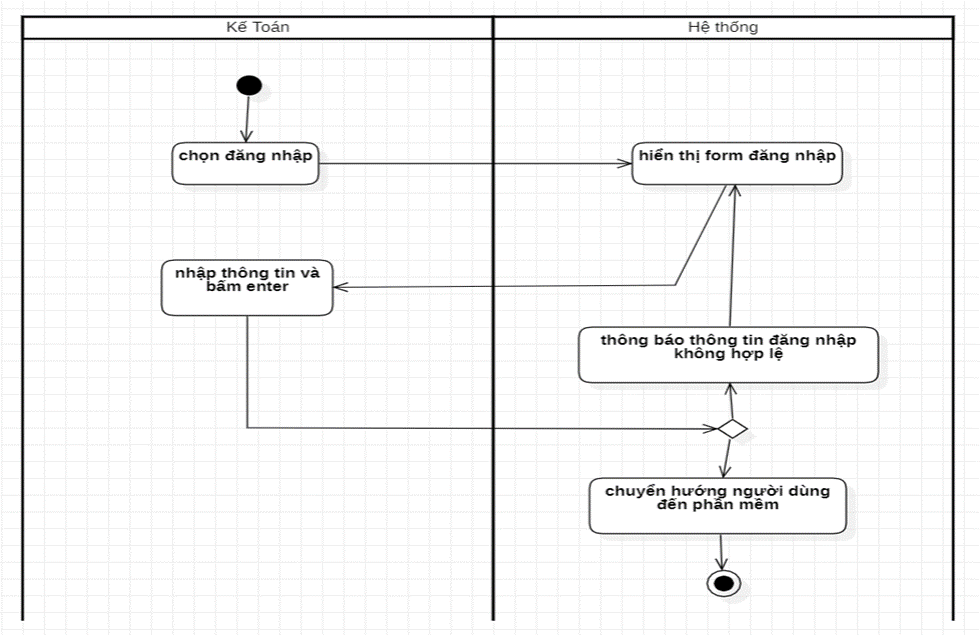 Kế Toán
Hệ thống
chọn đăng nhập
hiển thị form đăng nhập
nhập thông tin và
bấm enter
thông báo thông tin đăng nhập
không hợp lệ
chuyển hướng người dùng
đến phần mềm